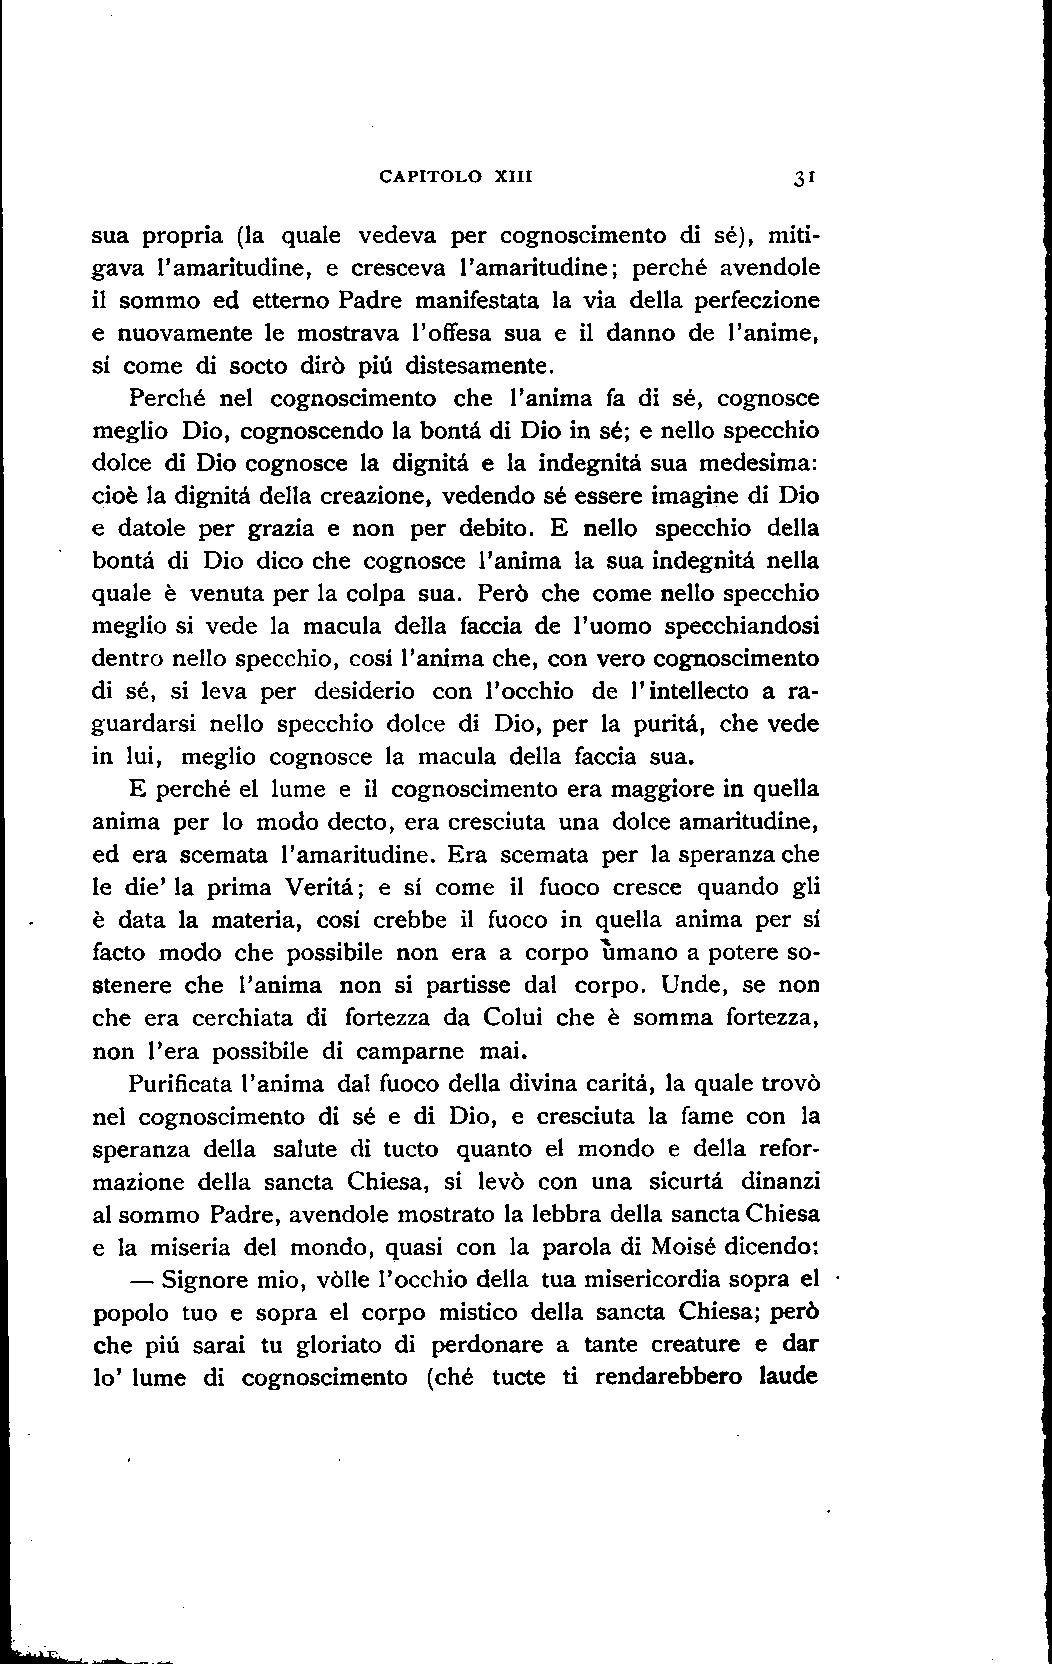 CAPITOLO XIII 31
sua propria (la quale vedeva per cognoscimento di sé), miti-
gava l'amaritudine, e cresceva l'amaritudine; perché avendole
il sommo ed etterno Padre manifestata la via della perfeczione
e nuovamente le mostrava l'offesa sua e il danno de l'anime,
sí come di socto dirò piú distesamente.
Perché nel cognoscimento che l'anima fa di sé, cognosce
meglio Dio, cognoscendo la bontá di Dio in sé; e nello specchio
dolce di Dio cognosce la dignitá e la indegnitá sua medesima:
cioè la dignitá della creazione, vedendo sé essere imagine di Dio
e datole per grazia e non per debito. E nello specchio della
bontá di Dio dico che cognosce l'anima la sua indegnitá nella
quale è venuta per la colpa sua. Però che come nello specchio
meglio si vede la macula della faccia de l'uomo specchiandosi
dentro nello specchio, cosí l'anima che, con vero cognoscimento
di sé, si leva per desiderio con l'occhio de l'intellecto a ra-
guardarsi nello specchio dolce di Dio, per la puritá, che vede
in lui, meglio cognosce la macula della faccia sua.
E perché el lume e il cognoscimento era maggiore in quella
anima per lo modo decto, era cresciuta una dolce amaritudine,
ed era scemata l'amaritudine. Era scemata per la speranza che
le die' la prima Veritá; e sí come il fuoco cresce quando gli
è data la materia, cosí crebbe il fuoco in quella anima per sí
facto modo che possibile non era a corpo umano a potere so-
stenere che l'anima non si partisse dal corpo. Unde, se non
che era cerchiata di fortezza da Colui che è somma fortezza,
non l'era possibile di camparne mai.
Purificata l'anima dal fuoco della divina caritá, la quale trovò
nel cognoscimento di sé e di Dio, e cresciuta la fame con la
speranza della salute di tucto quanto el mondo e della refor-
mazione della sancta Chiesa, si levò con una sicurtá dinanzi
al sommo Padre, avendole mostrato la lebbra della sancta Chiesa
e la miseria del mondo, quasi con la parola di Moisé dicendo:
— Signore mio, vòlle l'occhio della tua misericordia sopra el
popolo tuo e sopra el corpo mistico della sancta Chiesa; però
che piú sarai tu gloriato di perdonare a tante creature e dar
lo' lume di cognoscimento (ché tucte ti rendarebbero laude